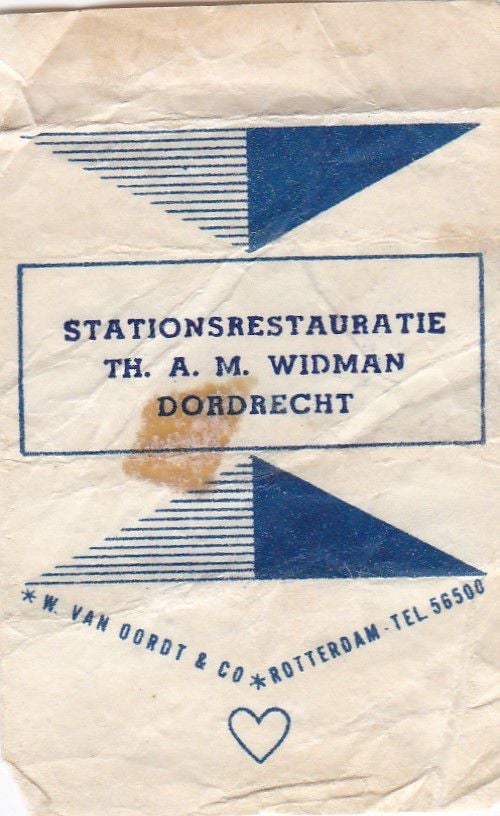 STATIONSRESTAURATIE
TH. A. M. WIDMAN
DORDRECHT
* W. VAN OORDT & CO * ROTTERDAM - TEL. 56500